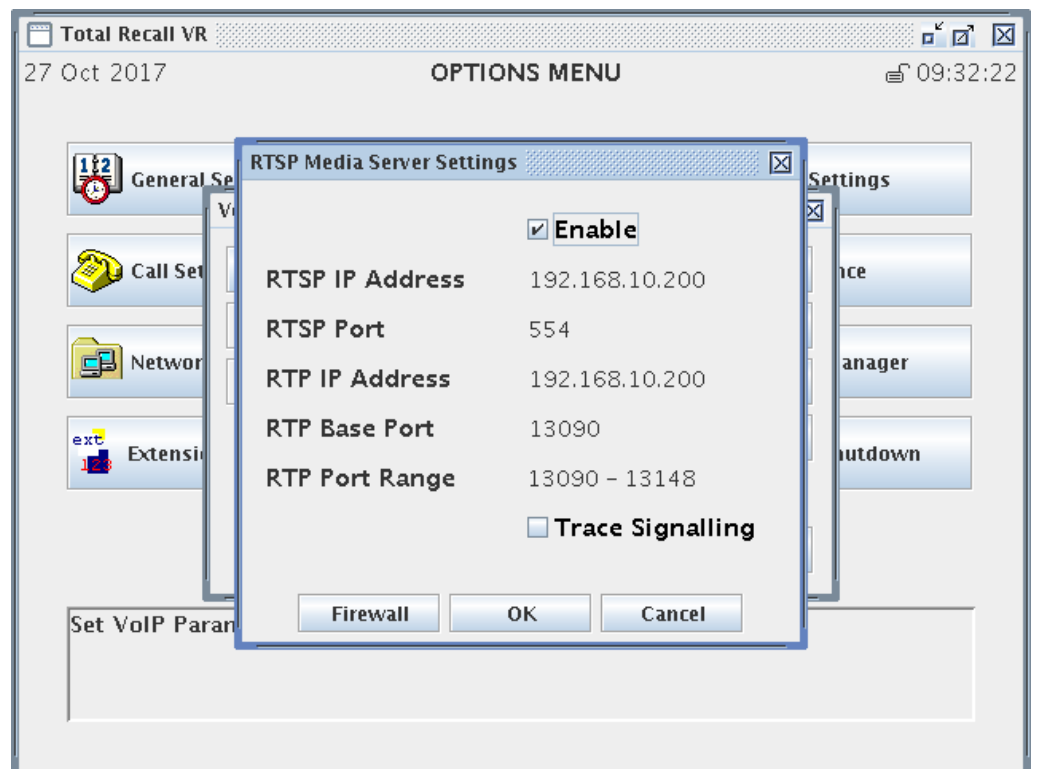 Total Recall VR
27 Oct 2017 OPTIONS MENU 09:32:22
RTSP Media Server Settings
General Se
Settings
V
Enable
Call Set
nce
RTSP IP Address 192.168.10.200
RTSP Port 554
Networ
anager
RTP IP Address 192.168.10.200
RTP Base Port 13090
ext
123
Extensi
utdown
RTP Port Range 13090 – 13148
Trace Signalling
Firewall OK Cancel
Set VoIP Param